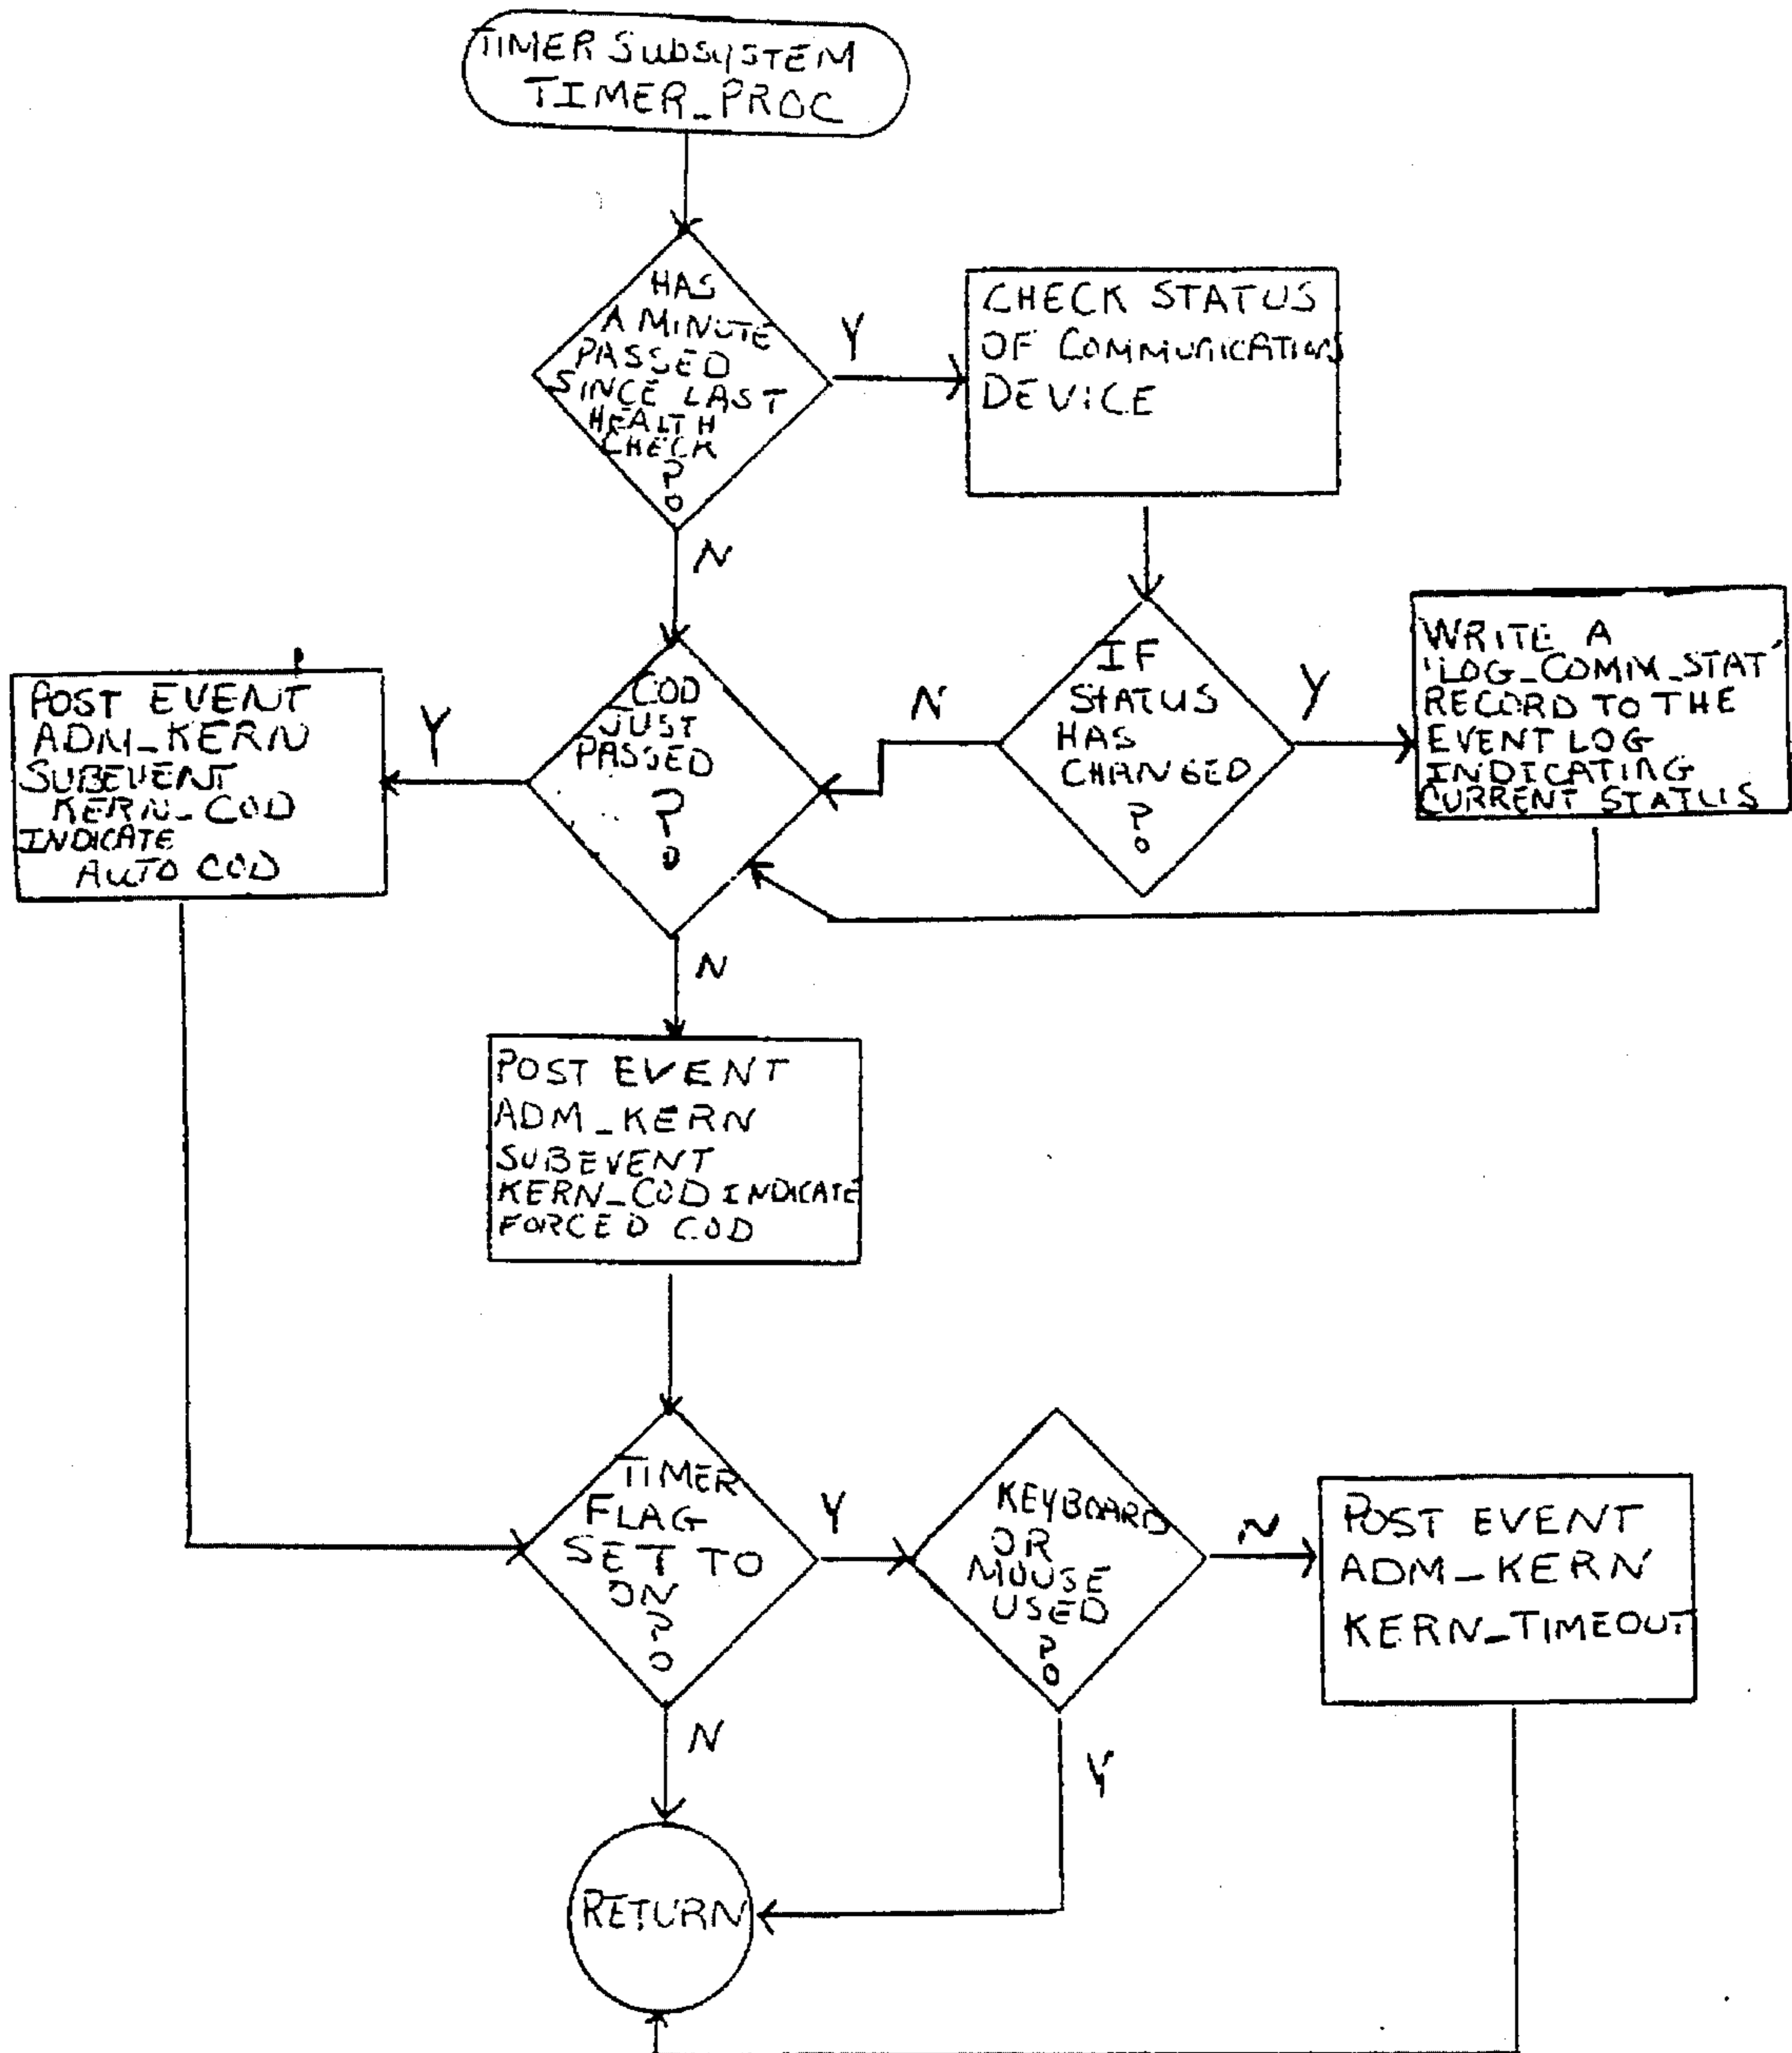 TIMER SUBSYSTEM
TIMER_PROC
HAS
A MINUTE
PASSED
SINCE LAST
HEALTH
CHECK
?
Y
N
CHECK STATUS
OF COMMUNICATIONS
DEVICE
IF
STATUS
HAS
CHANGED
?
N
Y
WRITE A
'LOG_COMM_STAT'
RECORD TO THE
EVENT LOG
INDICATING
CURRENT STATUS
COD
JUST
PASSED
?
Y
N
POST EVENT
ADM_KERN
SUBEVENT
KERN_COD
INDICATE
AUTO COD
POST EVENT
ADM_KERN
SUBEVENT
KERN_COD INDICATE
FORCED COD
TIMER
FLAG
SET TO
ON
?
Y
N
KEYBOARD
OR
MOUSE
USED
?
N
Y
POST EVENT
ADM_KERN
KERN_TIMEOUT
RETURN